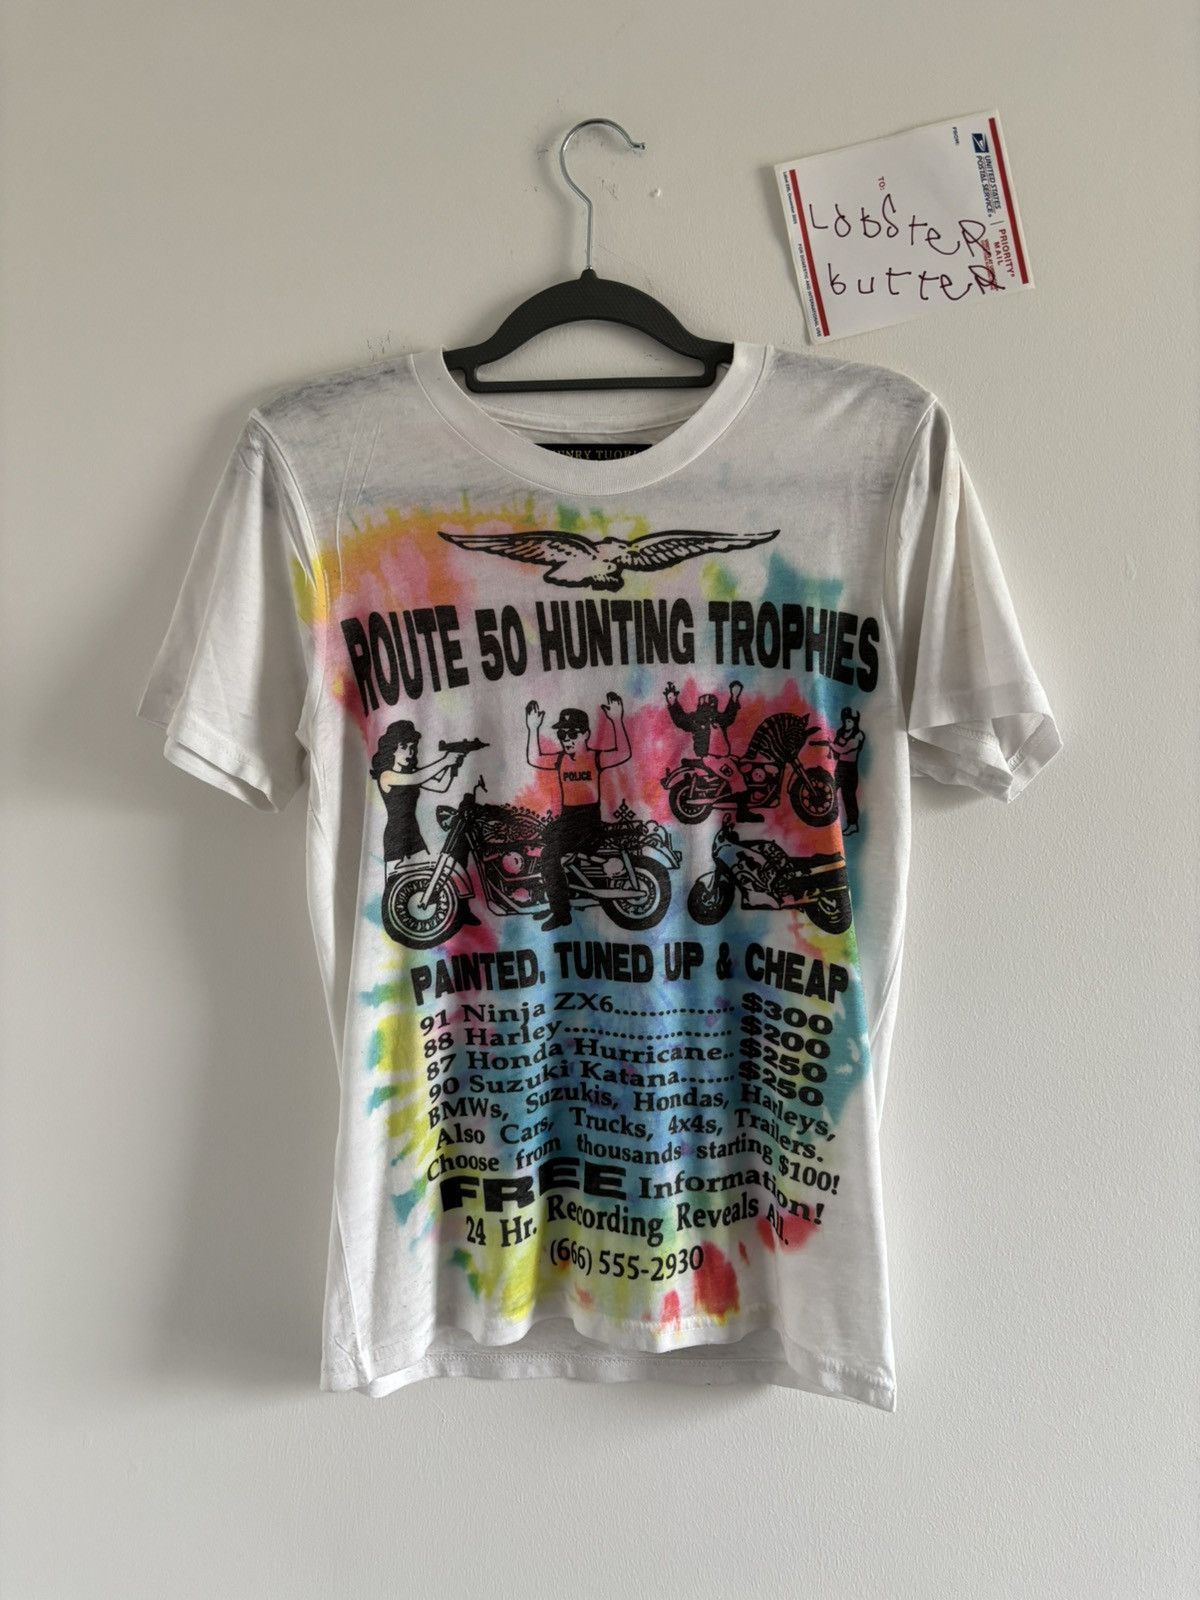 FROM:
UNITED STATES
POSTAL SERVICE®
PRIORITY®
MAIL
TO:
LobSteR
butteR
ROUTE 50 HUNTING TROPHIES
POLICE
PAINTED, TUNED UP & CHEAP
91 Ninja ZX6................ $300
88 Harley...................... $200
87 Honda Hurricane.. $250
90 Suzuki Katana....... $250
BMWs, Suzukis, Hondas, Harleys,
Also Cars, Trucks, 4x4s, Trailers.
Choose from thousands starting $100!
FREE Information!
24 Hr. Recording Reveals All.
(666) 555-2930